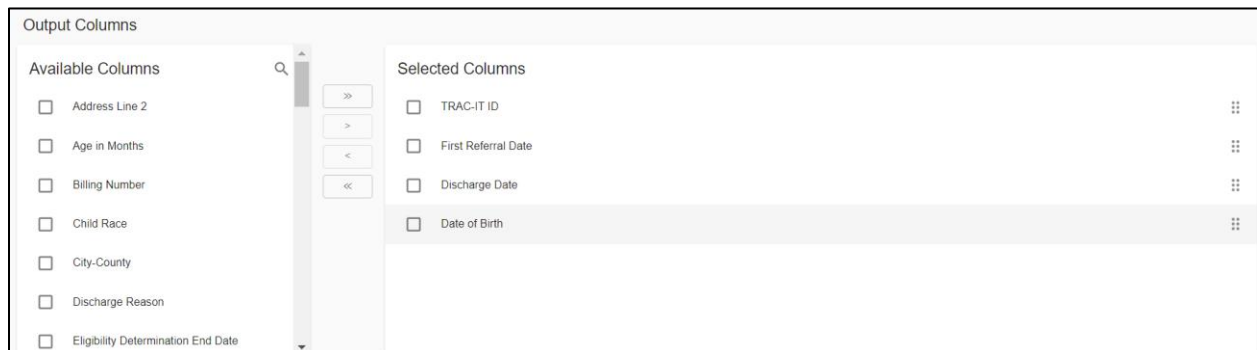 Output Columns
Available Columns
Address Line 2
Age in Months
Billing Number
Child Race
City-County
Discharge Reason
Eligibility Determination End Date
>>
>
<
<<
Selected Columns
TRAC-IT ID
First Referral Date
Discharge Date
Date of Birth